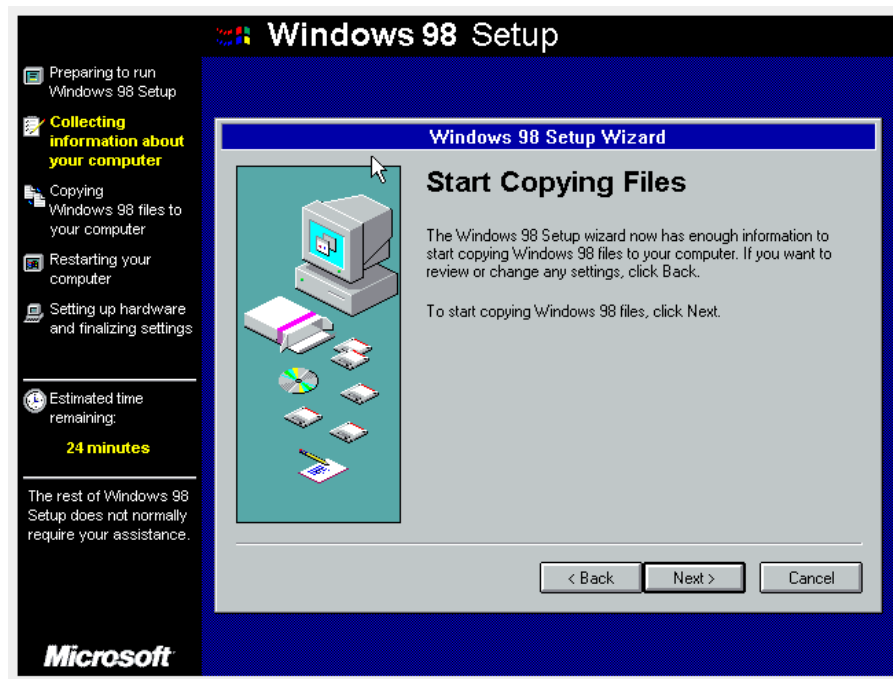 Windows 98 Setup
Preparing to run
Windows 98 Setup
Collecting
information about
your computer
Copying
Windows 98 files to
your computer
Restarting your
computer
Setting up hardware
and finalizing settings
Estimated time
remaining:
24 minutes
The rest of Windows 98
Setup does not normally
require your assistance.
Microsoft
Windows 98 Setup Wizard
Start Copying Files
The Windows 98 Setup wizard now has enough information to
start copying Windows 98 files to your computer. If you want to
review or change any settings, click Back.
To start copying Windows 98 files, click Next.
< Back
Next >
Cancel